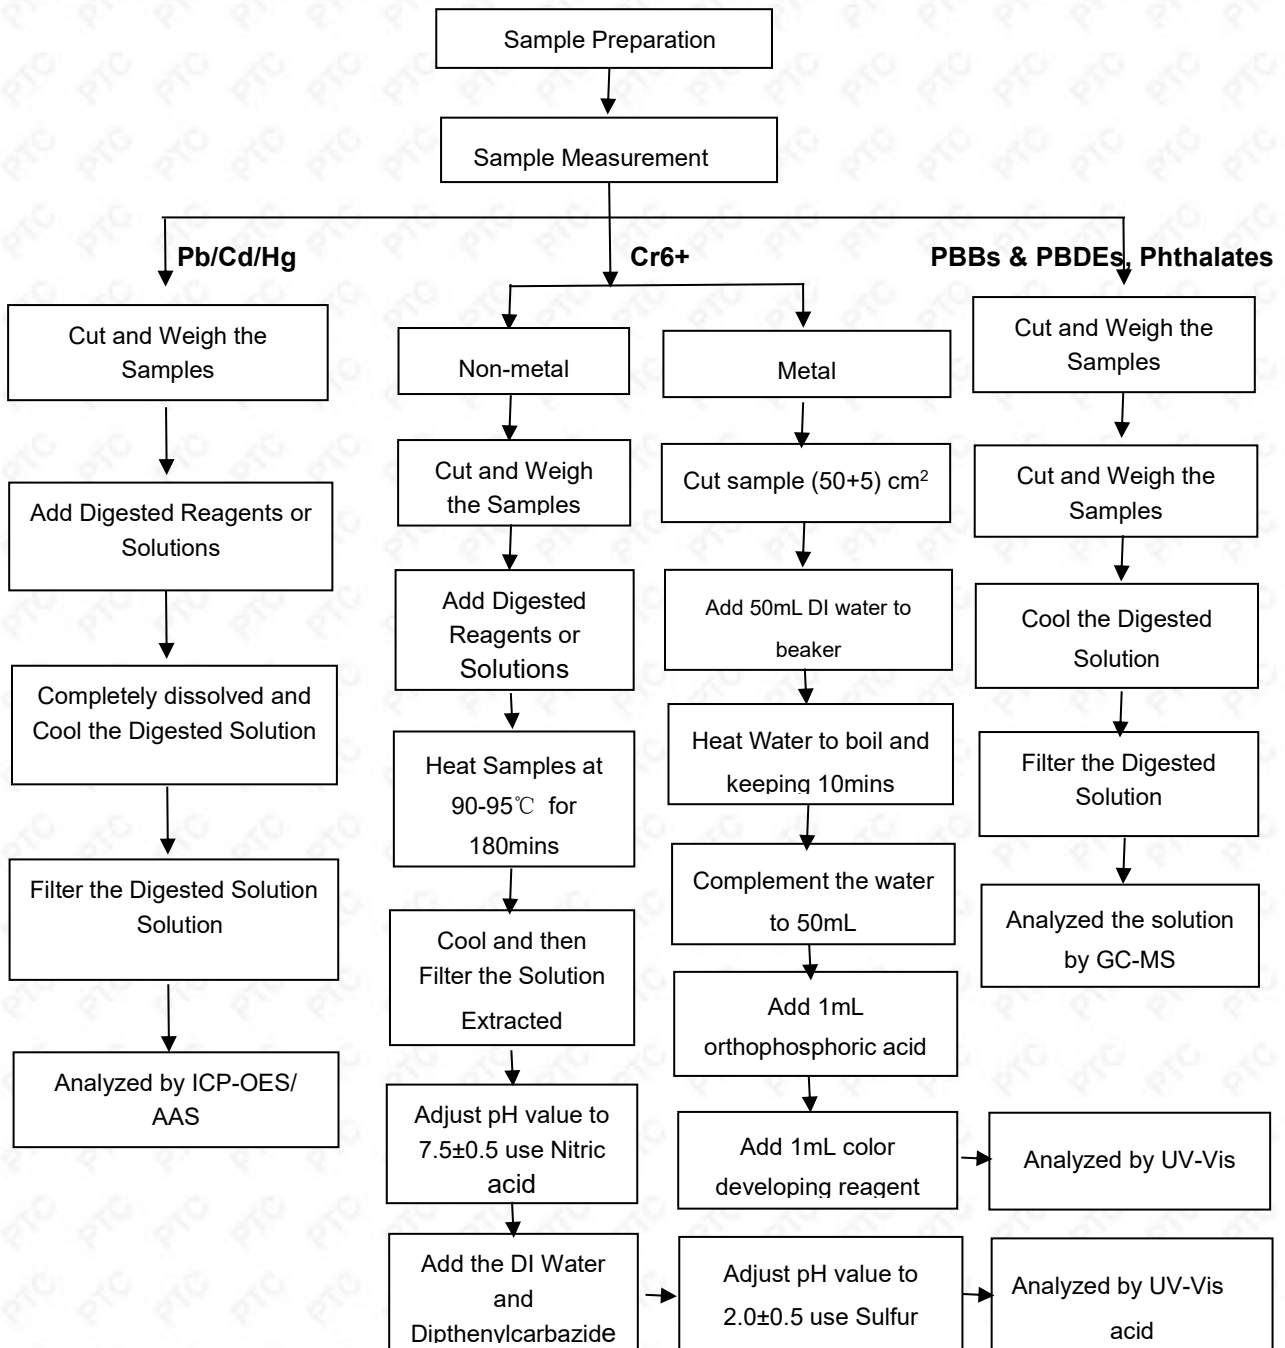 Sample Preparation
Sample Measurement
Pb/Cd/Hg
Cr6+
PBBs & PBDEs, Phthalates
Cut and Weigh the
Samples
Add Digested Reagents or
Solutions
Completely dissolved and
Cool the Digested Solution
Filter the Digested Solution
Solution
Analyzed by ICP-OES/
AAS
Non-metal
Cut and Weigh
the Samples
Add Digested
Reagents or
Solutions
Heat Samples at
90-95℃ for
180mins
Cool and then
Filter the Solution
Extracted
Adjust pH value to
7.5±0.5 use Nitric
acid
Add the DI Water
and
Dipthenylcarbazide
Adjust pH value to
2.0±0.5 use Sulfur
Analyzed by UV-Vis
acid
Metal
Cut sample (50+5) cm²
Add 50mL DI water to
beaker
Heat Water to boil and
keeping 10mins
Complement the water
to 50mL
Add 1mL
orthophosphoric acid
Add 1mL color
developing reagent
Analyzed by UV-Vis
Cut and Weigh the
Samples
Cut and Weigh the
Samples
Cool the Digested
Solution
Filter the Digested
Solution
Analyzed the solution
by GC-MS